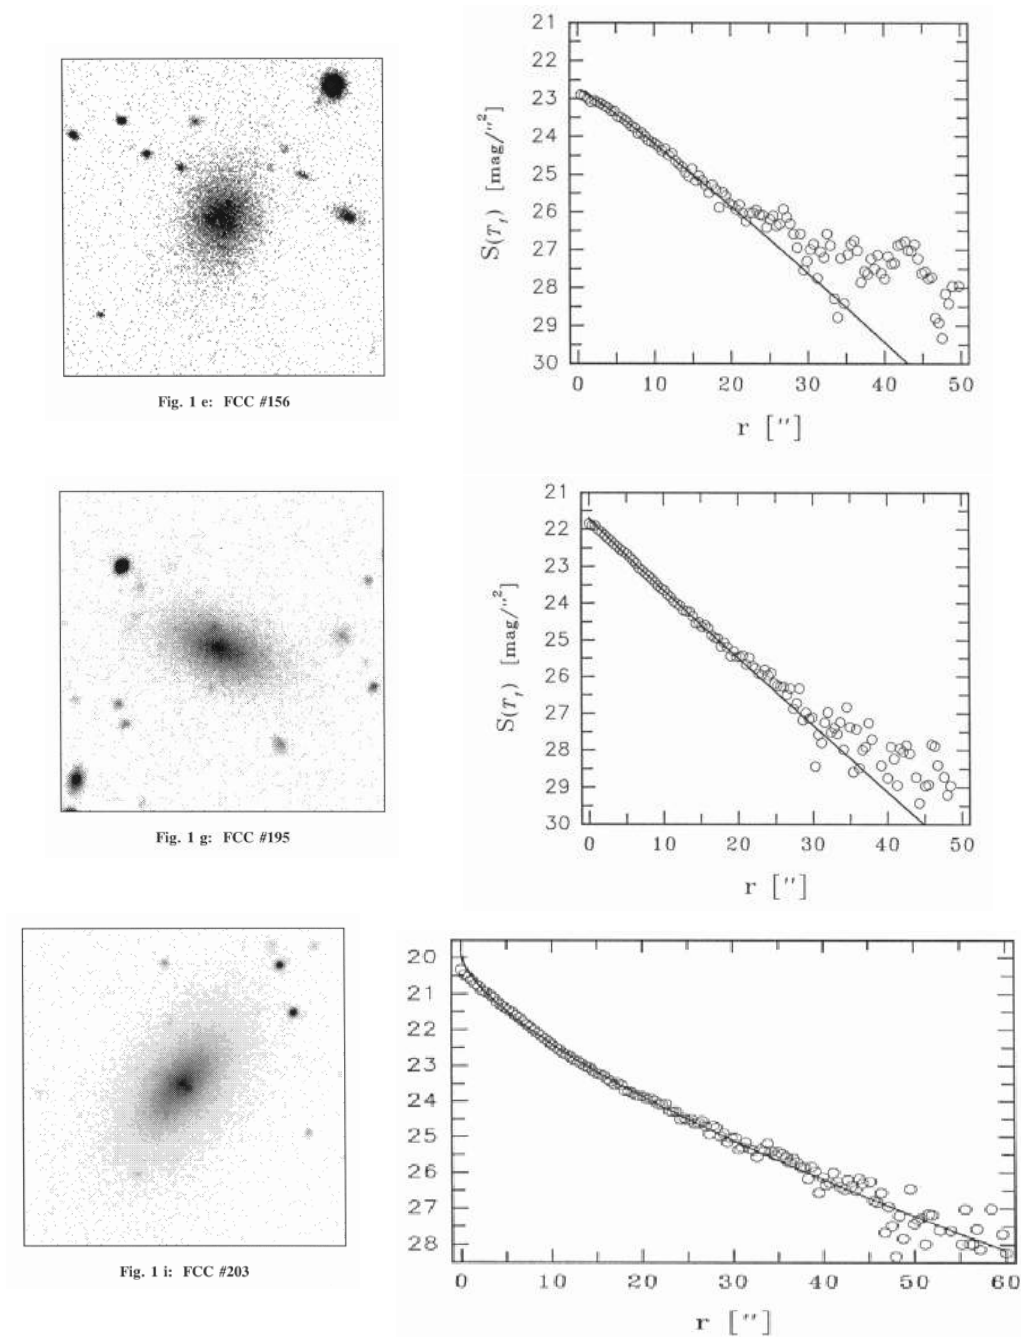 21
22
23
24
25
26
27
28
29
30
S(T₁) [mag/″²]
0 10 20 30 40 50
r [″]
Fig. 1 e: FCC #156
21
22
23
24
25
26
27
28
29
30
S(T₁) [mag/″²]
0 10 20 30 40 50
r [″]
Fig. 1 g: FCC #195
20
21
22
23
24
25
26
27
28
0 10 20 30 40 50 60
r [″]
Fig. 1 i: FCC #203